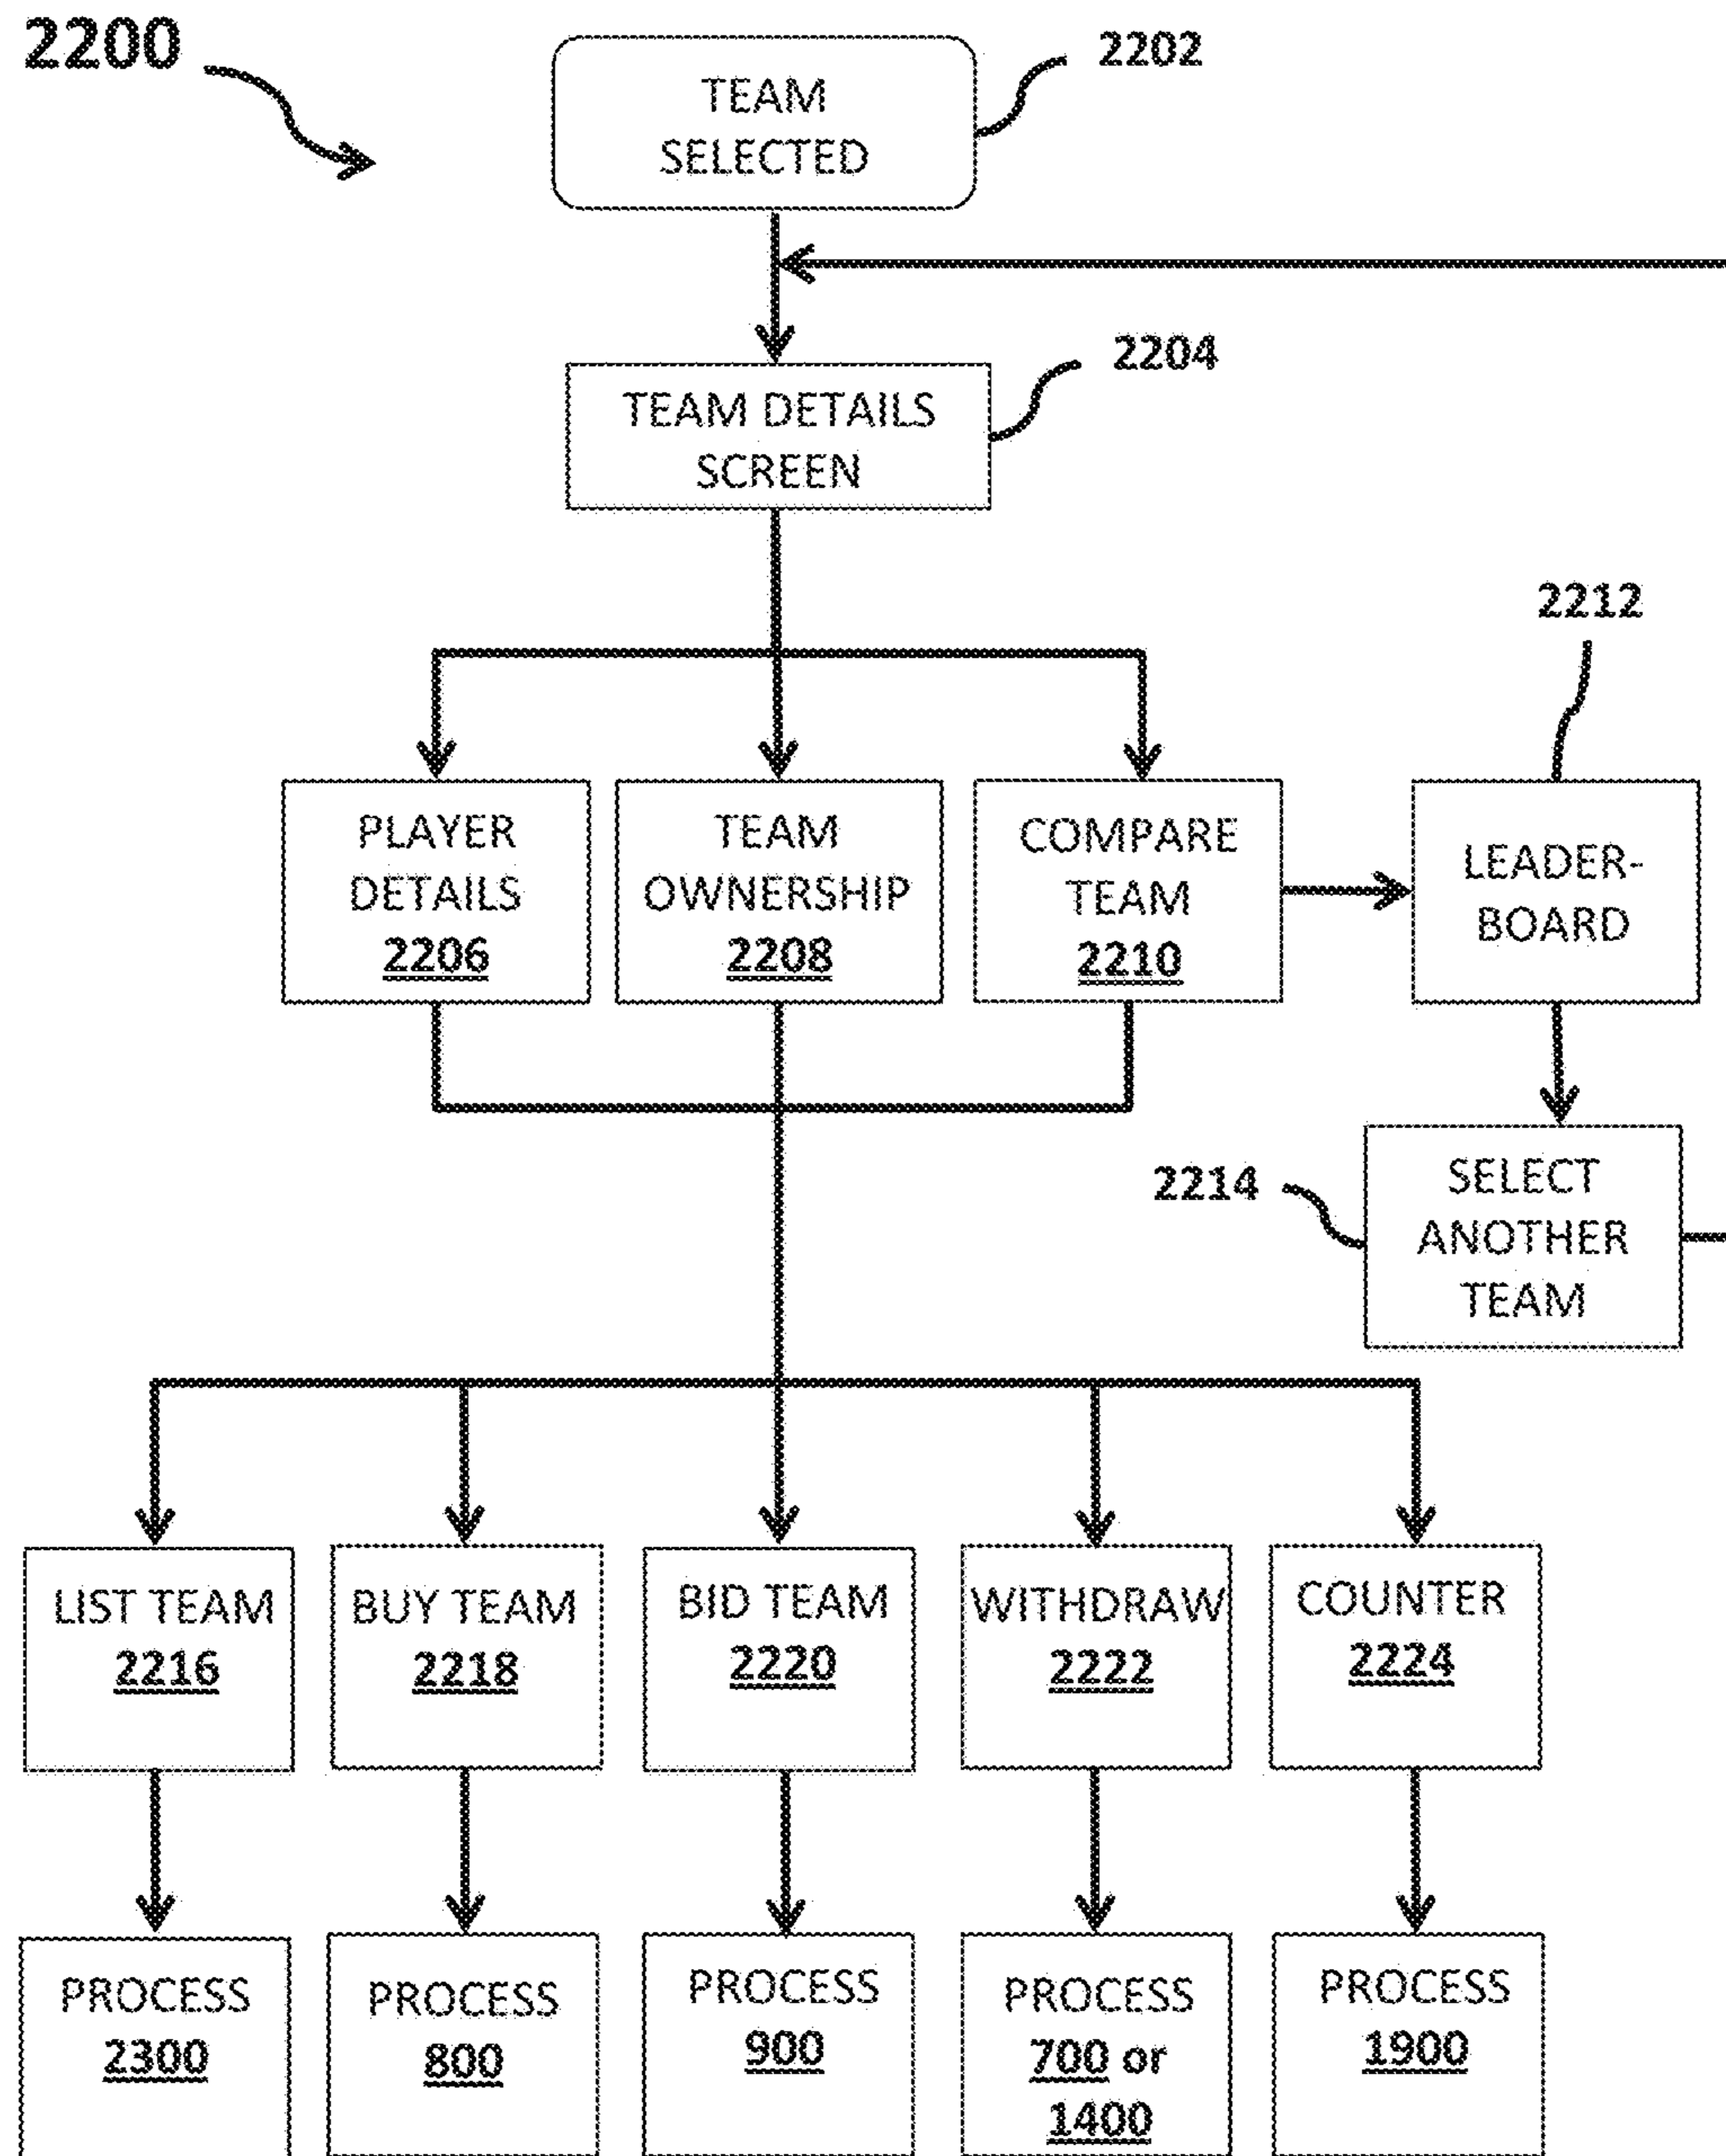 2200
2202
TEAM
SELECTED
2204
TEAM DETAILS
SCREEN
2212
PLAYER
DETAILS
2206
TEAM
OWNERSHIP
2208
COMPARE
TEAM
2210
LEADER-
BOARD
2214
SELECT
ANOTHER
TEAM
LIST TEAM
2216
BUY TEAM
2218
BID TEAM
2220
WITHDRAW
2222
COUNTER
2224
PROCESS
2300
PROCESS
800
PROCESS
900
PROCESS
700 or
1400
PROCESS
1900